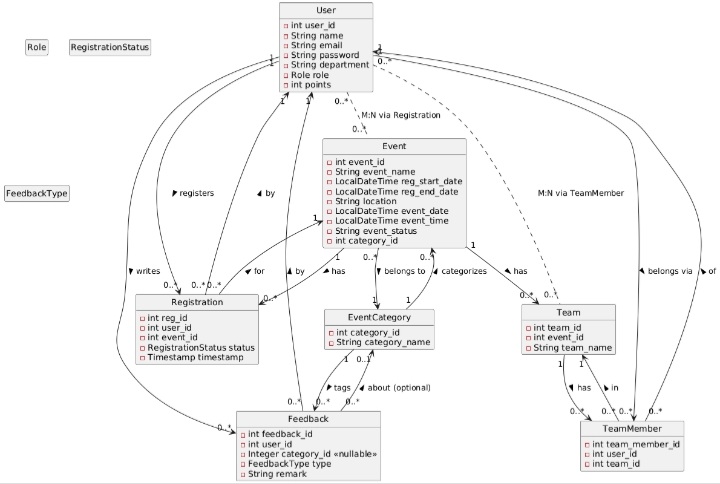 User
int user_id
String name
String email
String password
String department
Role role
int points
Role
RegistrationStatus
1
1
1
1
1
0..*
0..*
M:N via Registration
0..*
Event
int event_id
String event_name
LocalDateTime reg_start_date
LocalDateTime reg_end_date
String location
LocalDateTime event_date
LocalDateTime event_time
String event_status
int category_id
FeedbackType
registers
by
M:N via TeamMember
1
1
0..*
0..*
1
writes
for
by
has
belongs to
categorizes
has
belongs via
of
0..*
0..*
0..*
0..*
1
1
0..*
0..*
Registration
int reg_id
int user_id
int event_id
RegistrationStatus status
Timestamp timestamp
EventCategory
int category_id
String category_name
Team
int team_id
int event_id
String team_name
1
0..1
1
1
tags
about (optional)
has
in
0..*
0..*
0..*
0..*
0..*
0..*
0..*
0..*
Feedback
int feedback_id
int user_id
Integer category_id «nullable»
FeedbackType type
String remark
TeamMember
int team_member_id
int user_id
int team_id